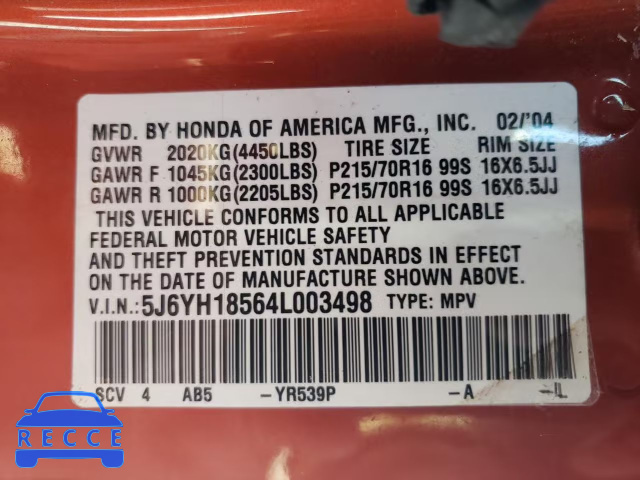 MFD. BY HONDA OF AMERICA MFG., INC. 02/'04
GVWR 2020KG(4450LBS) TIRE SIZE RIM SIZE
GAWR F 1045KG(2300LBS) P215/70R16 99S 16X6.5JJ
GAWR R 1000KG(2205LBS) P215/70R16 99S 16X6.5JJ
THIS VEHICLE CONFORMS TO ALL APPLICABLE
FEDERAL MOTOR VEHICLE SAFETY
AND THEFT PREVENTION STANDARDS IN EFFECT
ON THE DATE OF MANUFACTURE SHOWN ABOVE.
V.I.N.:5J6YH18564L003498 TYPE: MPV
SCV 4 AB5 -YR539P -A -IL
RECCE